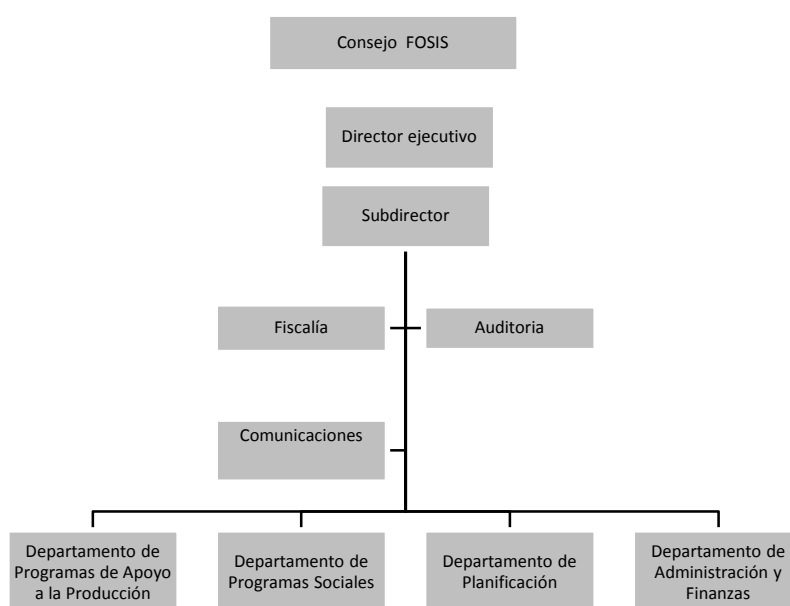 Consejo  FOSIS
Director ejecutivo
Subdirector
Fiscalía
Auditoria
Comunicaciones
Departamento de
Programas de Apoyo
a la Producción
Departamento de
Programas Sociales
Departamento de
Planificación
Departamento de
Administración y
Finanzas